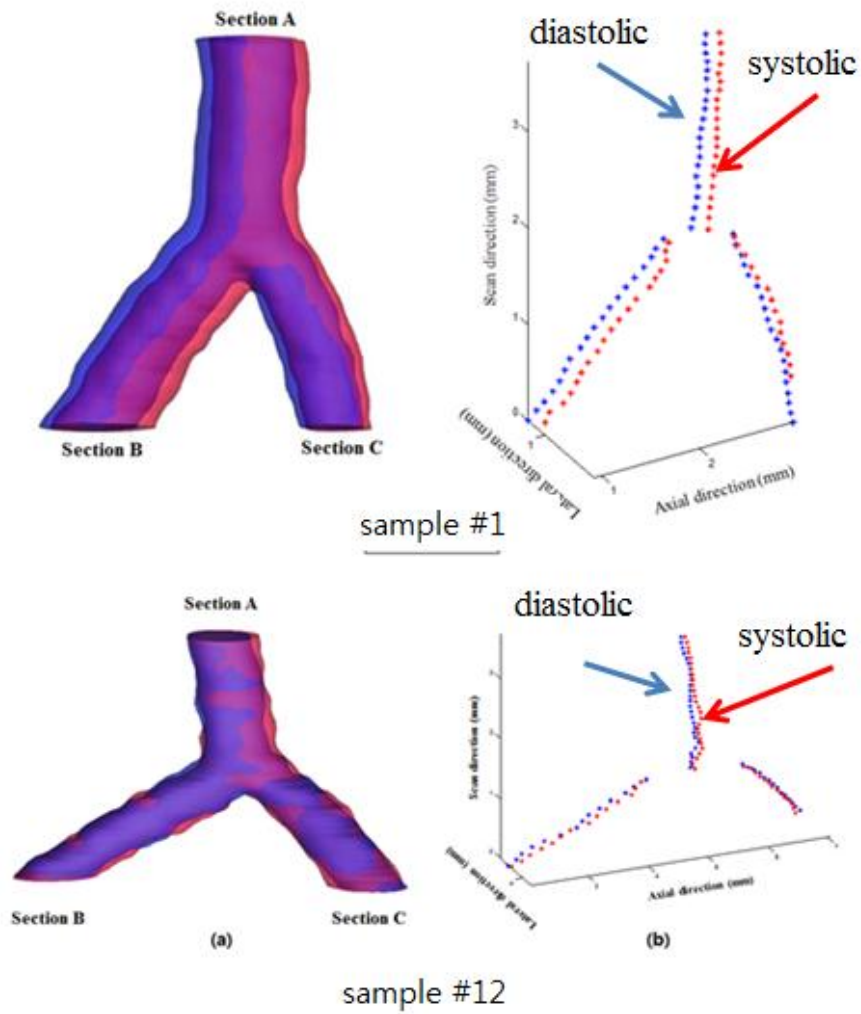 Section A
Section B
Section C
diastolic
systolic
Scan direction (mm)
3
2
1
0
Lateral direction (mm)
1
1
2
Axial direction (mm)
sample #1
Section A
Section B
Section C
(a)
diastolic
systolic
Scan direction (mm)
Lateral direction (mm)
Axial direction (mm)
(b)
sample #12